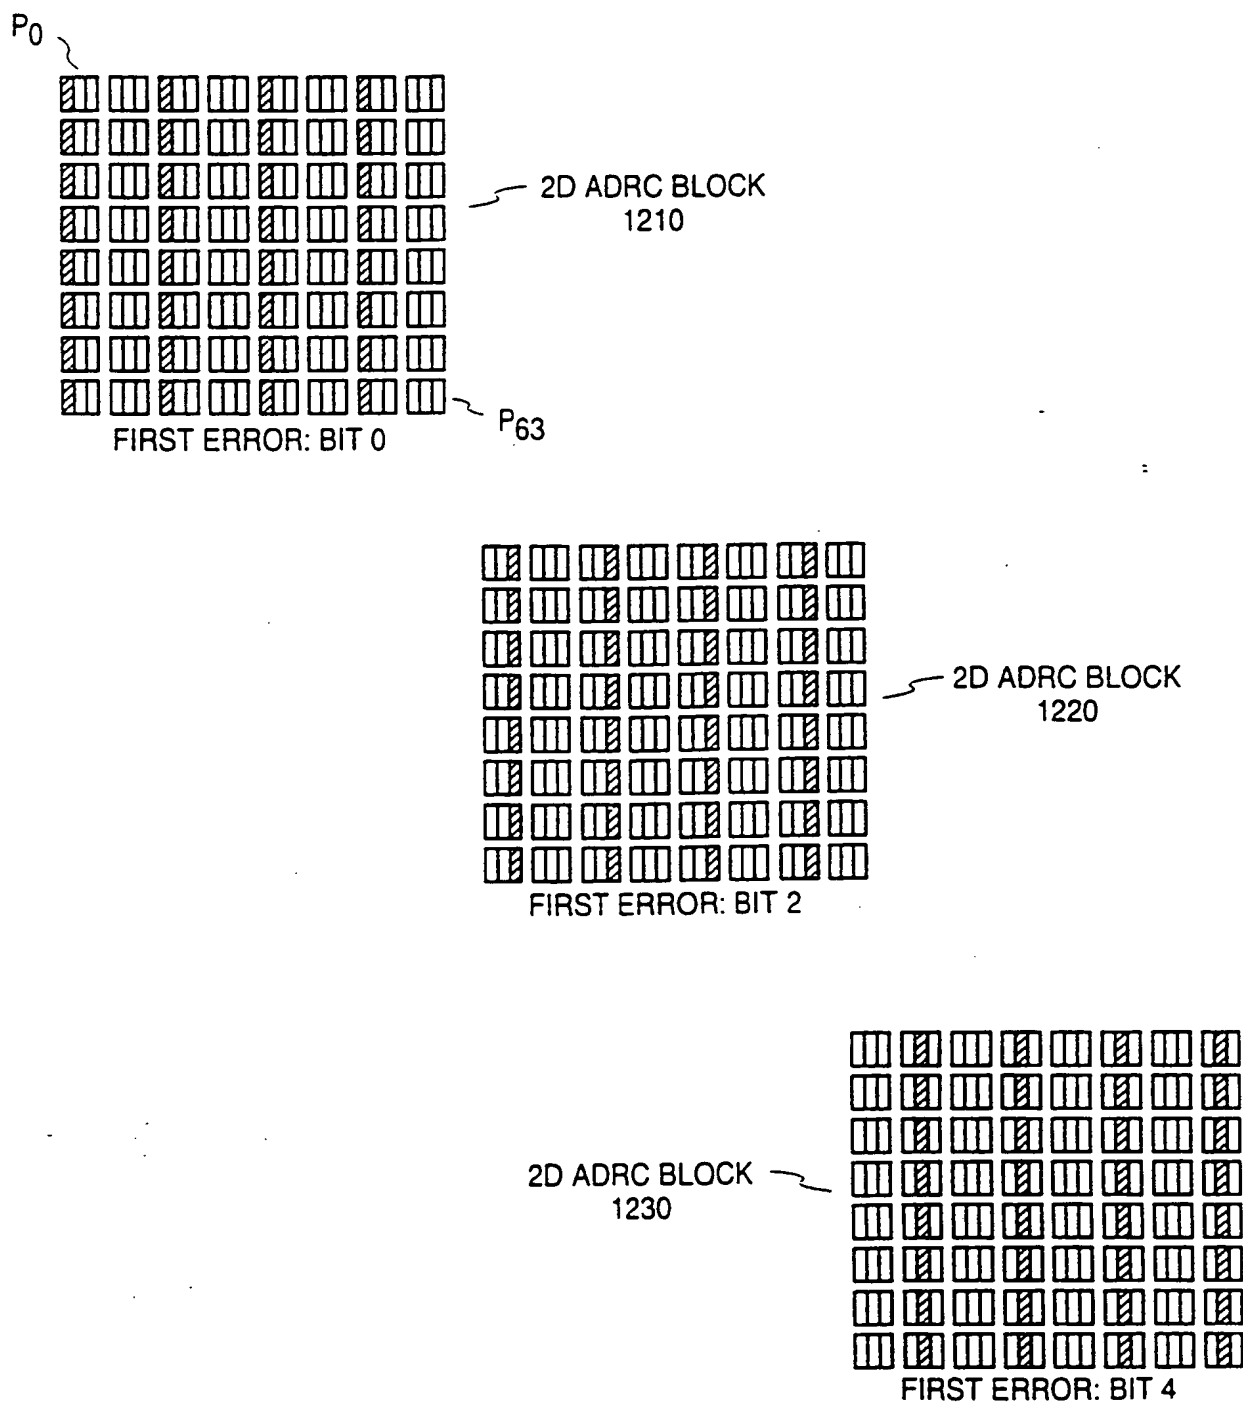 P0
2D ADRC BLOCK
1210
P63
FIRST ERROR: BIT 0
2D ADRC BLOCK
1220
FIRST ERROR: BIT 2
2D ADRC BLOCK
1230
FIRST ERROR: BIT 4